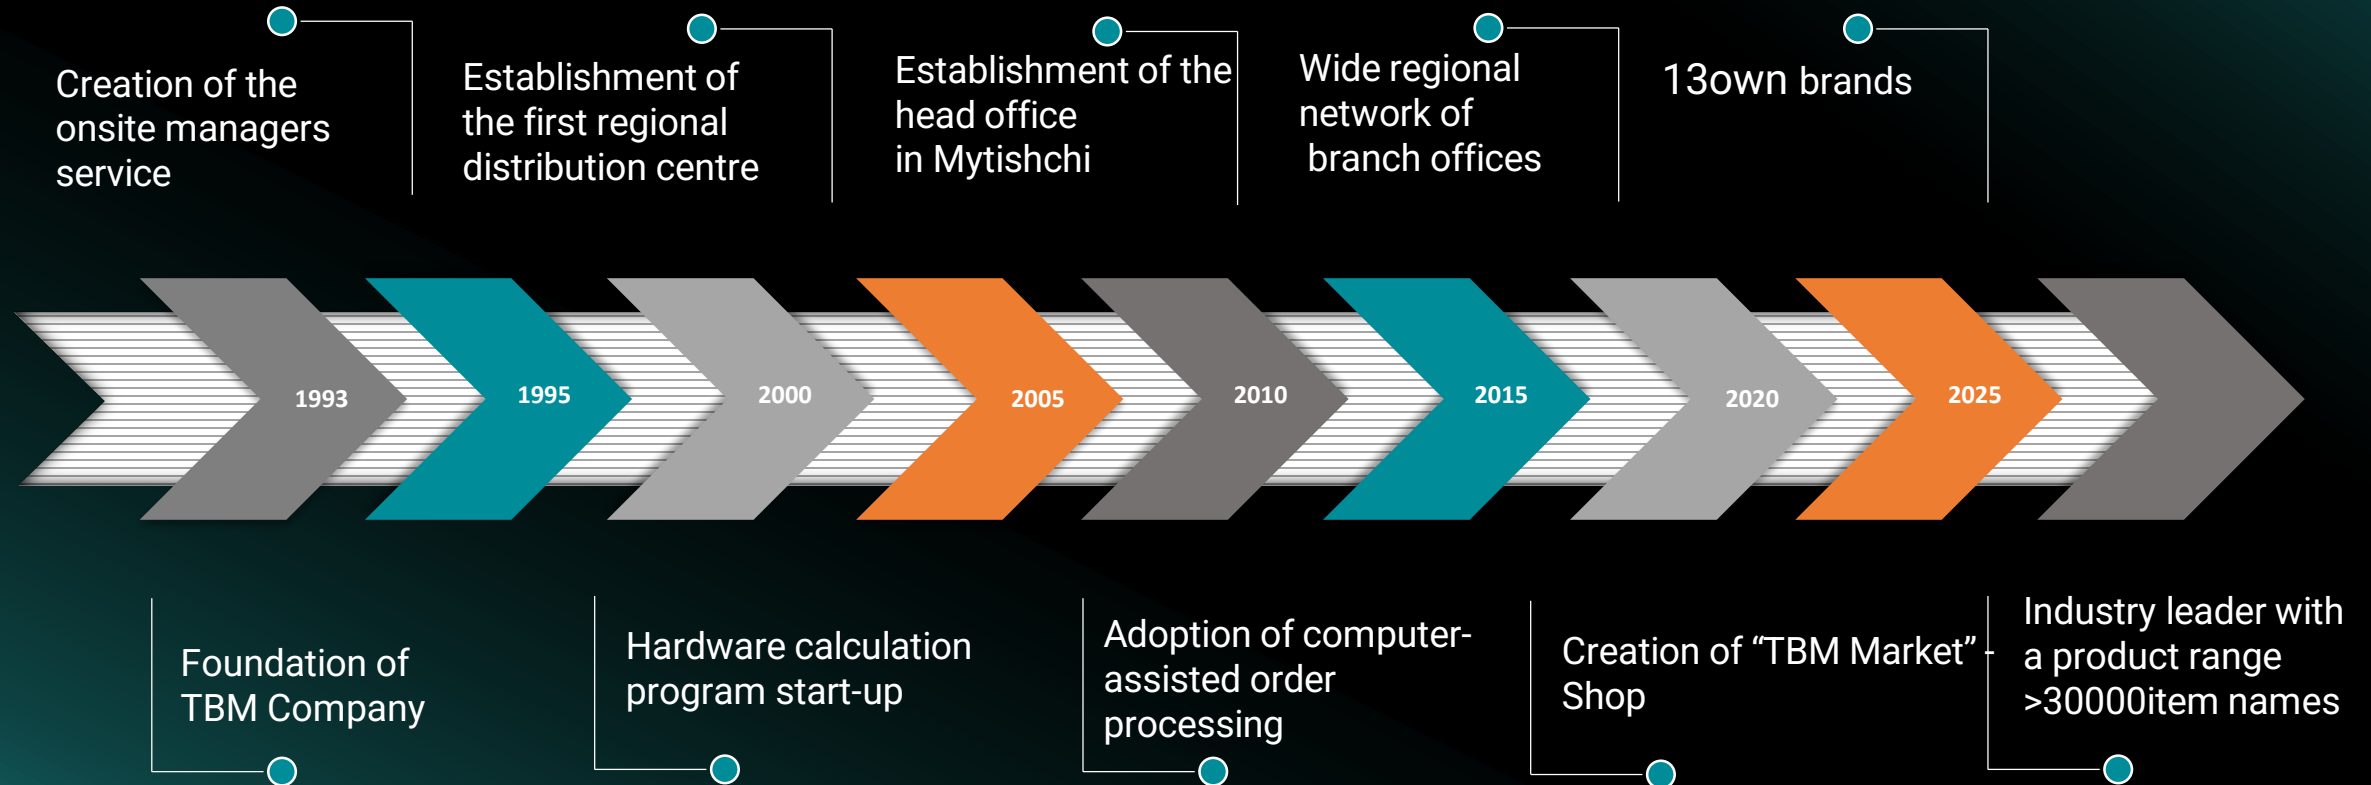 Creation of the
onsite managers
service
Establishment of
the first regional
distribution centre
Establishment of the
head office
in Mytishchi
Wide regional
network of
branch offices
13own brands
1993
1995
2000
2005
2010
2015
2020
2025
Foundation of
TBM Company
Hardware calculation
program start-up
Adoption of computer-
assisted order
processing
Creation of “TBM Market” -
Shop
Industry leader with
a product range
>30000item names